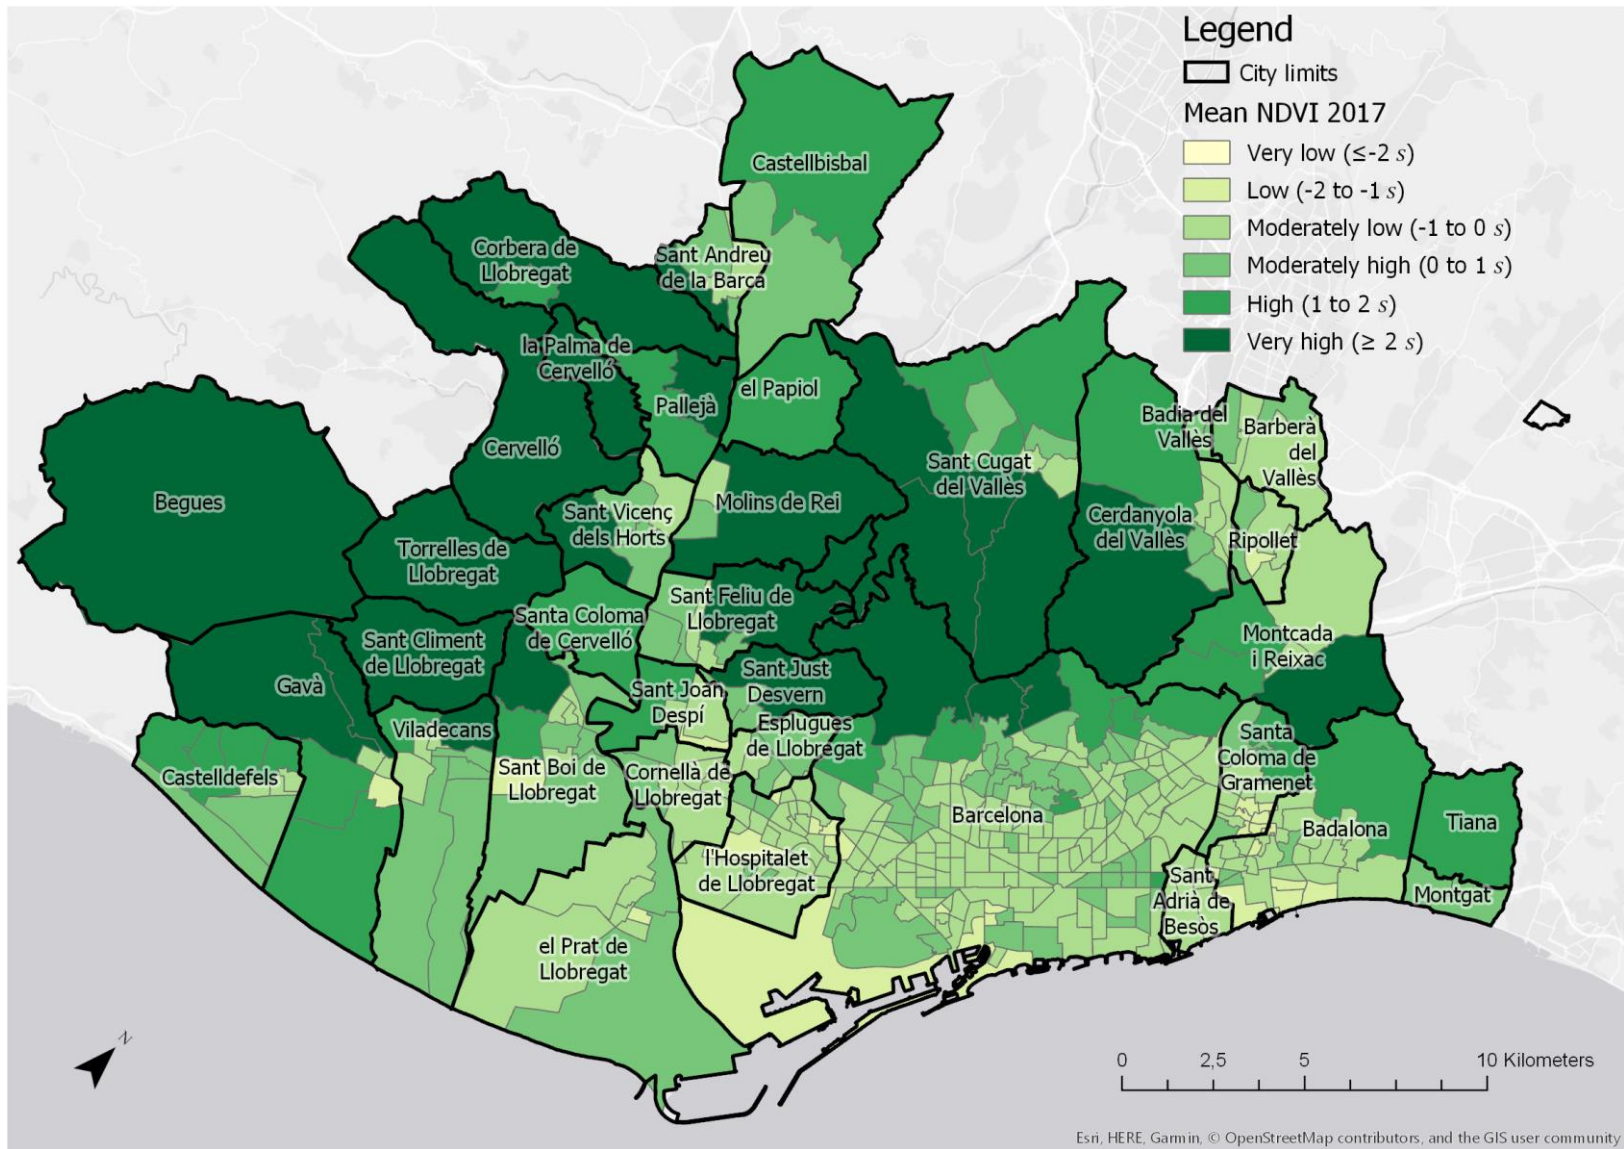 Legend
City limits
Mean NDVI 2017
Very low (≤-2 s)
Low (-2 to -1 s)
Moderately low (-1 to 0 s)
Moderately high (0 to 1 s)
High (1 to 2 s)
Very high (≥ 2 s)
Castellbisbal
Corbera de
Llobregat
Sant Andreu
de la Barca
la Palma de
Cervelló
el Papiol
Pallejà
Badia del
Vallès
Barberà
del
Vallès
Cervelló
Sant Cugat
del Vallès
Begues
Molins de Rei
Sant Vicenç
dels Horts
Cerdanyola
del Vallès
Ripollet
Torrelles de
Llobregat
Sant Feliu de
Llobregat
Santa Coloma
de Cervelló
Sant Climent
de Llobregat
Montcada
i Reixac
Gavà
Sant Just
Desvern
Sant Joan
Despí
Viladecans
Esplugues
de Llobregat
Santa
Coloma de
Gramenet
Castelldefels
Sant Boi de
Llobregat
Cornellà de
Llobregat
Barcelona
Badalona
Tiana
l'Hospitalet
de Llobregat
Sant
Adrià de
Besòs
Montgat
el Prat de
Llobregat
N
0 2,5 5 10 Kilometers
Esri, HERE, Garmin, © OpenStreetMap contributors, and the GIS user community